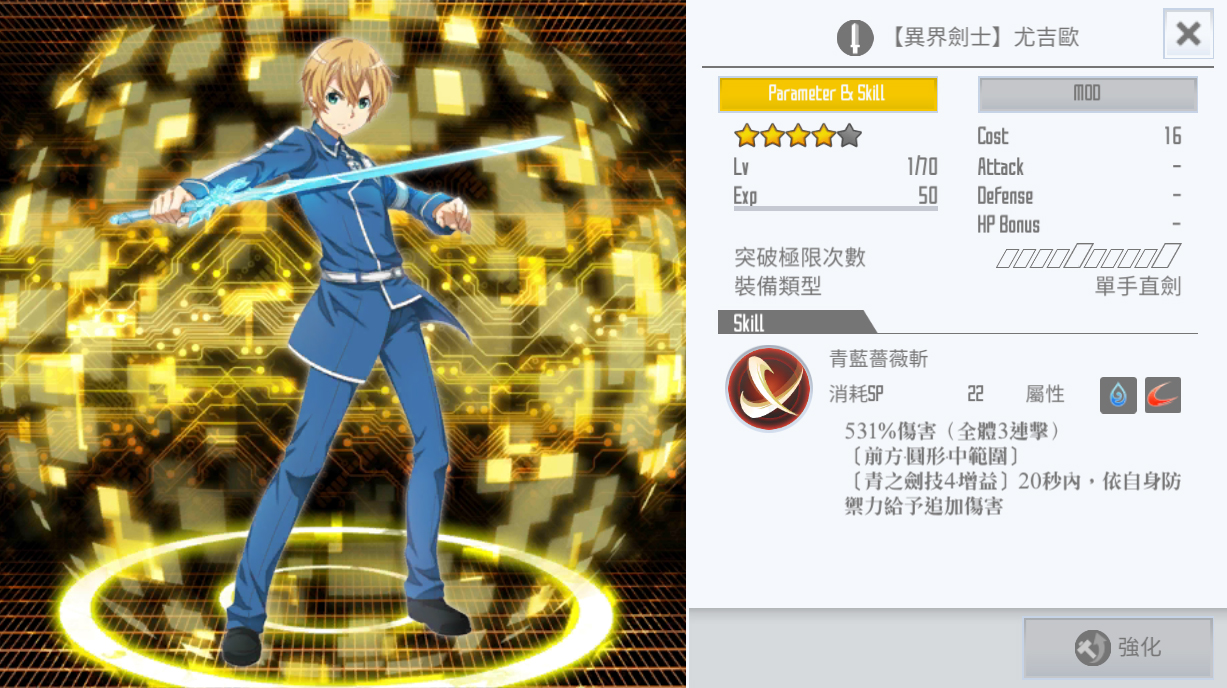 【異界劍士】尤吉歐
Parameter & Skill
MOD
Lv 1/70
Exp 50
Cost 16
Attack -
Defense -
HP Bonus -
突破極限次數
裝備類型 單手直劍
Skill
青藍薔薇斬
消耗SP 22 屬性
531%傷害（全體3連擊）
〔前方圓形中範圍〕
〔青之劍技4增益〕20秒內，依自身防
禦力給予追加傷害
強化